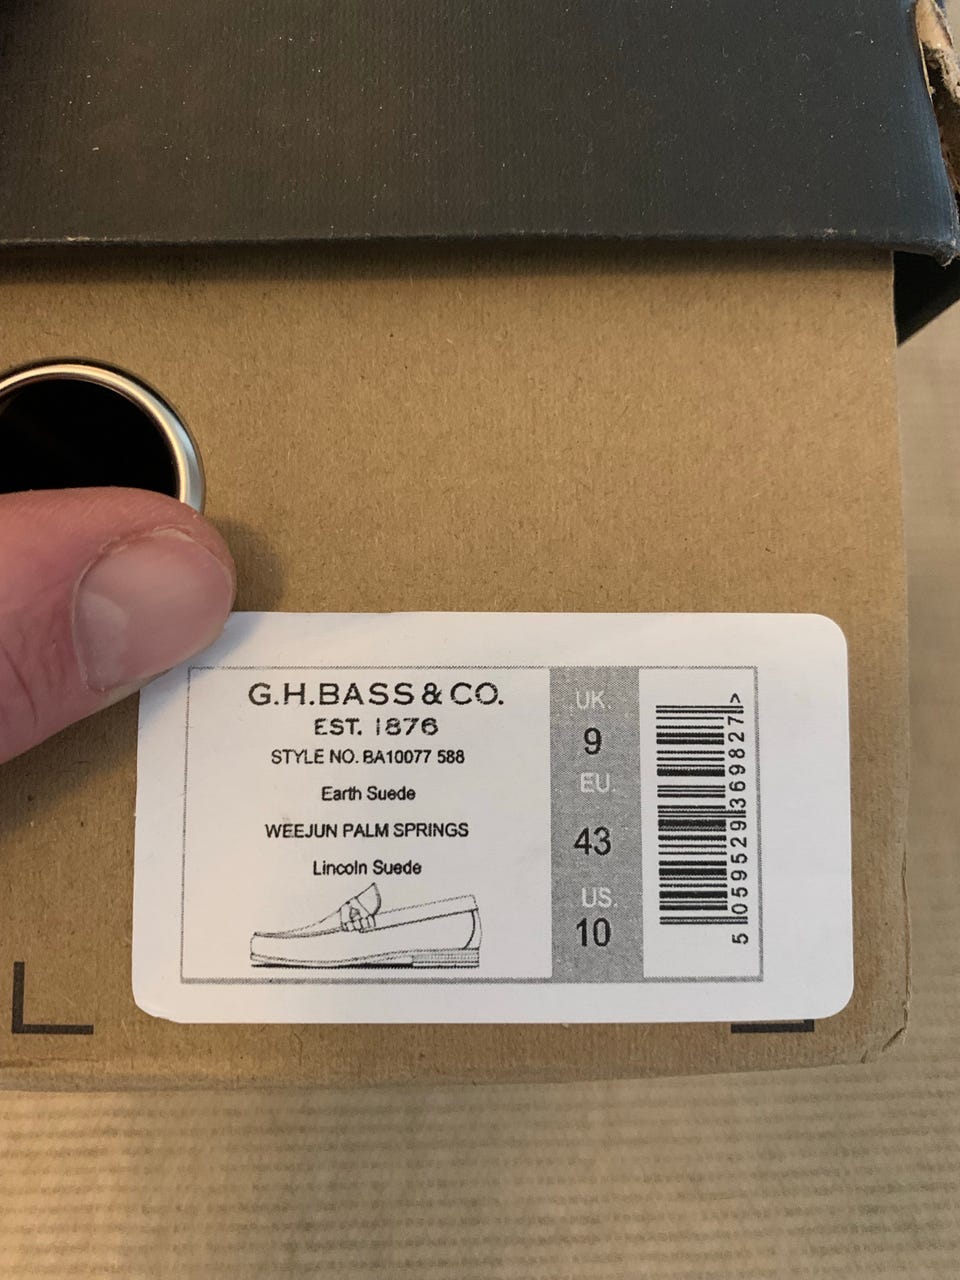 G.H.BASS & CO.
EST. 1876
STYLE NO. BA10077 588
Earth Suede
WEEJUN PALM SPRINGS
Lincoln Suede
UK.
9
EU.
43
US.
10
5 059529 369827 >